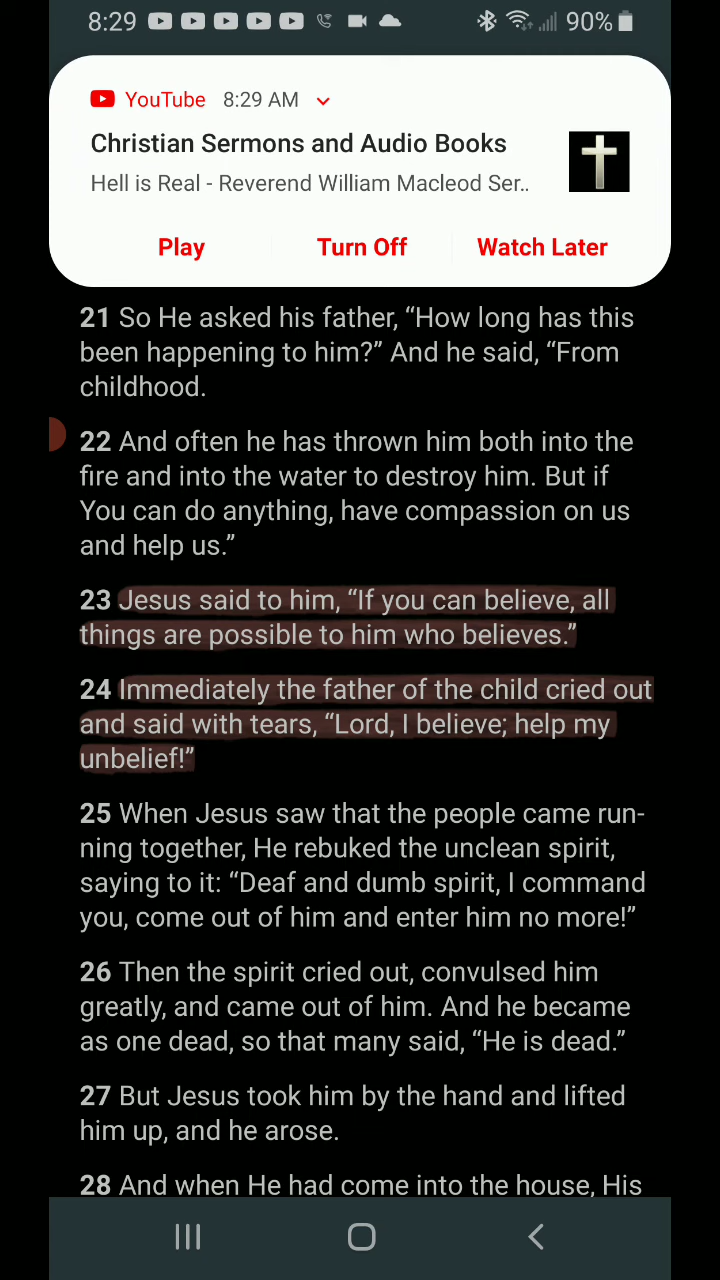 8:29 90%
YouTube 8:29 AM
Christian Sermons and Audio Books
Hell is Real - Reverend William Macleod Ser..
Play Turn Off Watch Later
21 So He asked his father, “How long has this
been happening to him?” And he said, “From
childhood.
22 And often he has thrown him both into the
fire and into the water to destroy him. But if
You can do anything, have compassion on us
and help us.”
23 Jesus said to him, “If you can believe, all
things are possible to him who believes.”
24 Immediately the father of the child cried out
and said with tears, “Lord, I believe; help my
unbelief!”
25 When Jesus saw that the people came run-
ning together, He rebuked the unclean spirit,
saying to it: “Deaf and dumb spirit, I command
you, come out of him and enter him no more!”
26 Then the spirit cried out, convulsed him
greatly, and came out of him. And he became
as one dead, so that many said, “He is dead.”
27 But Jesus took him by the hand and lifted
him up, and he arose.
28 And when He had come into the house, His